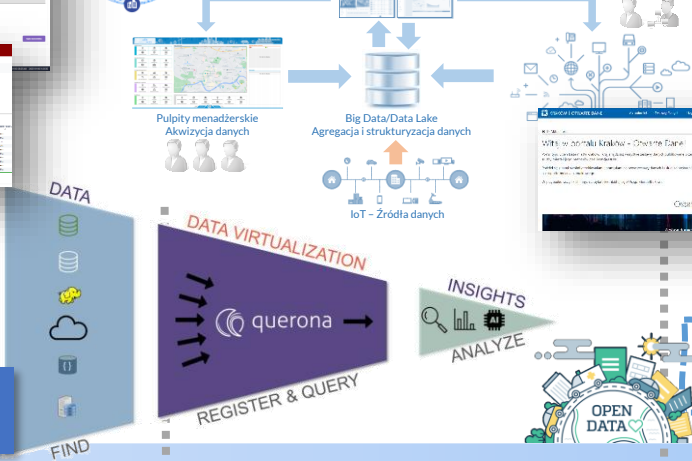 Pulpity menadżerskie
Akwizycja danych
Big Data/Data Lake
Agregacja i strukturyzacja danych
IoT – Źródła danych
Witaj w portalu Kraków – Otwarte Dane
DATA
DATA VIRTUALIZATION
querona
REGISTER & QUERY
FIND
INSIGHTS
AI
ANALYZE
OPEN
DATA